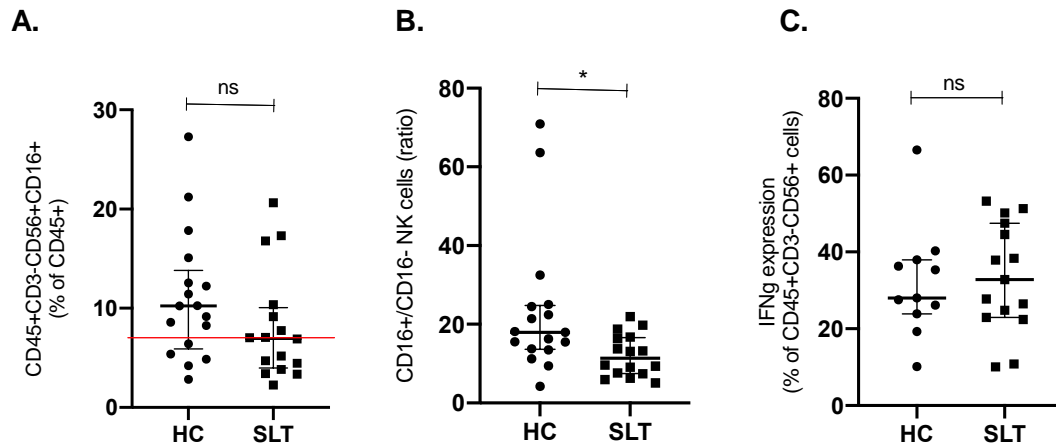 A.
CD45+CD3-CD56+CD16+
(% of CD45+)
30
20
10
0
ns
HC
SLT
B.
CD16+/CD16- NK cells (ratio)
80
60
40
20
0
*
HC
SLT
C.
IFNg expression
(% of CD45+CD3-CD56+ cells)
80
60
40
20
0
ns
HC
SLT